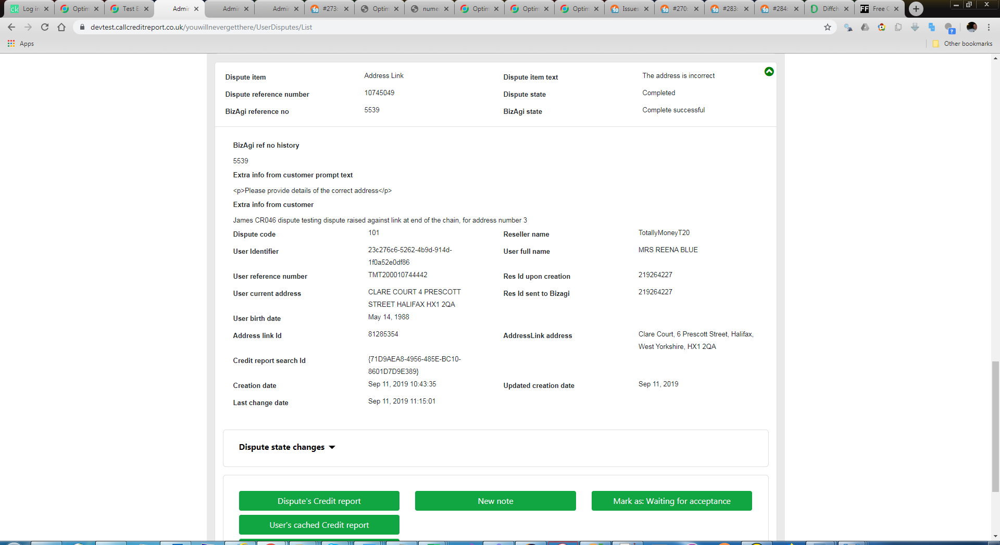 Log in
Optim
Test E
Admin
Admin
Admin
#273
Optim
nume
Optim
Optim
Optim
Issues
#270
#283
#284
Diffch
Free C
devtest.callcreditreport.co.uk/youwillnevergetthere/UserDisputes/List
Apps
Other bookmarks
Dispute item Address Link Dispute item text The address is incorrect
Dispute reference number 10745049 Dispute state Completed
BizAgi reference no 5539 BizAgi state Complete successful
BizAgi ref no history
5539
Extra info from customer prompt text
<p>Please provide details of the correct address</p>
Extra info from customer
James CR046 dispute testing dispute raised against link at end of the chain, for address number 3
Dispute code 101 Reseller name TotallyMoneyT20
User Identifier 23c276c6-5262-4b9d-914d- User full name MRS REENA BLUE
1f0a52e0df86
User reference number TMT200010744442 Res Id upon creation 219264227
User current address CLARE COURT 4 PRESCOTT Res Id sent to Bizagi 219264227
STREET HALIFAX HX1 2QA
User birth date May 14, 1988
Address link Id 81285354 AddressLink address Clare Court, 6 Prescott Street, Halifax,
West Yorkshire, HX1 2QA
Credit report search Id {71D9AEA8-4956-485E-BC10-
8601D7D9E389}
Creation date Sep 11, 2019 10:43:35 Updated creation date Sep 11, 2019
Last change date Sep 11, 2019 11:15:01
Dispute state changes
Dispute's Credit report New note Mark as: Waiting for acceptance
User's cached Credit report